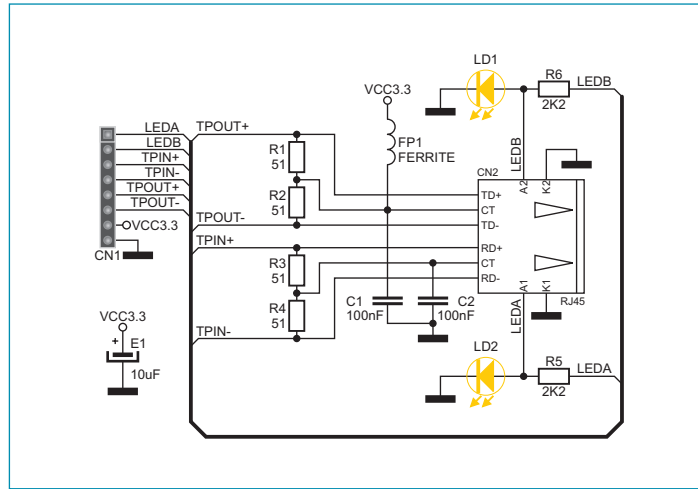 LD1
R6
LEDB
2K2
VCC3.3
LEDA
LEDB
TPIN+
TPIN-
TPOUT+
TPOUT-
VCC3.3
CN1
TPOUT+
R1
51
R2
51
TPOUT-
TPIN+
R3
51
R4
51
TPIN-
FP1
FERRITE
LEDB
CN2
A2
K2
TD+
CT
TD-
RD+
CT
RD-
A1
K1
RJ45
C1
100nF
C2
100nF
LEDA
VCC3.3
+
E1
10uF
LD2
R5
LEDA
2K2